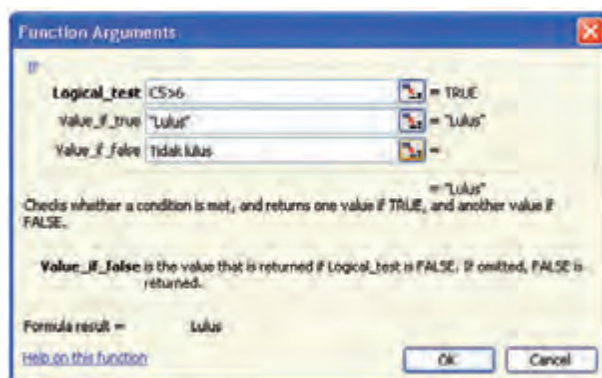 Function Arguments
IF
Logical_test C5>6 = TRUE
Value_if_true "Lulus" = "Lulus"
Value_if_false Tidak lulus =
= "Lulus"
Checks whether a condition is met, and returns one value if TRUE, and another value if
FALSE.
Value_if_false is the value that is returned if Logical_test is FALSE. If omitted, FALSE is
returned.
Formula result = Lulus
Help on this function OK Cancel